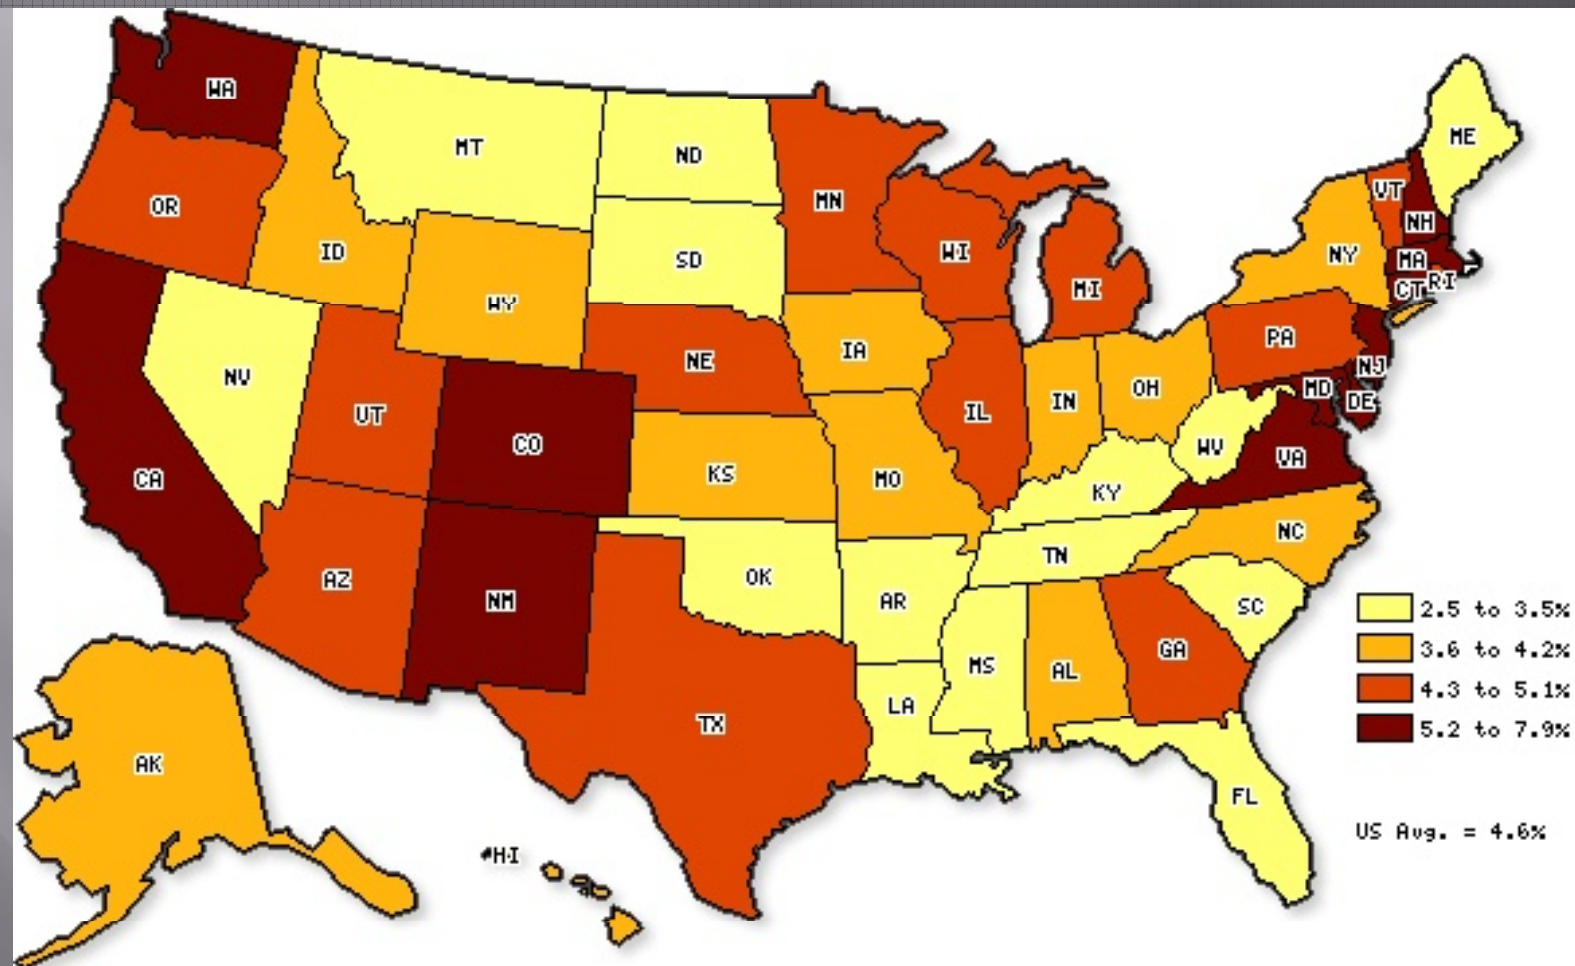 WA
MT
ND
MN
ME
VT
NH
OR
ID
SD
WI
NY
MA
RI
CT
MI
WY
IA
PA
NE
NJ
NV
OH
MD
IN
DE
UT
IL
CO
WV
VA
CA
KS
MO
KY
NC
TN
AZ
OK
NM
AR
SC
GA
MS
AL
LA
TX
AK
FL
HI
2.5 to 3.5%
3.6 to 4.2%
4.3 to 5.1%
5.2 to 7.9%
US Avg. = 4.6%